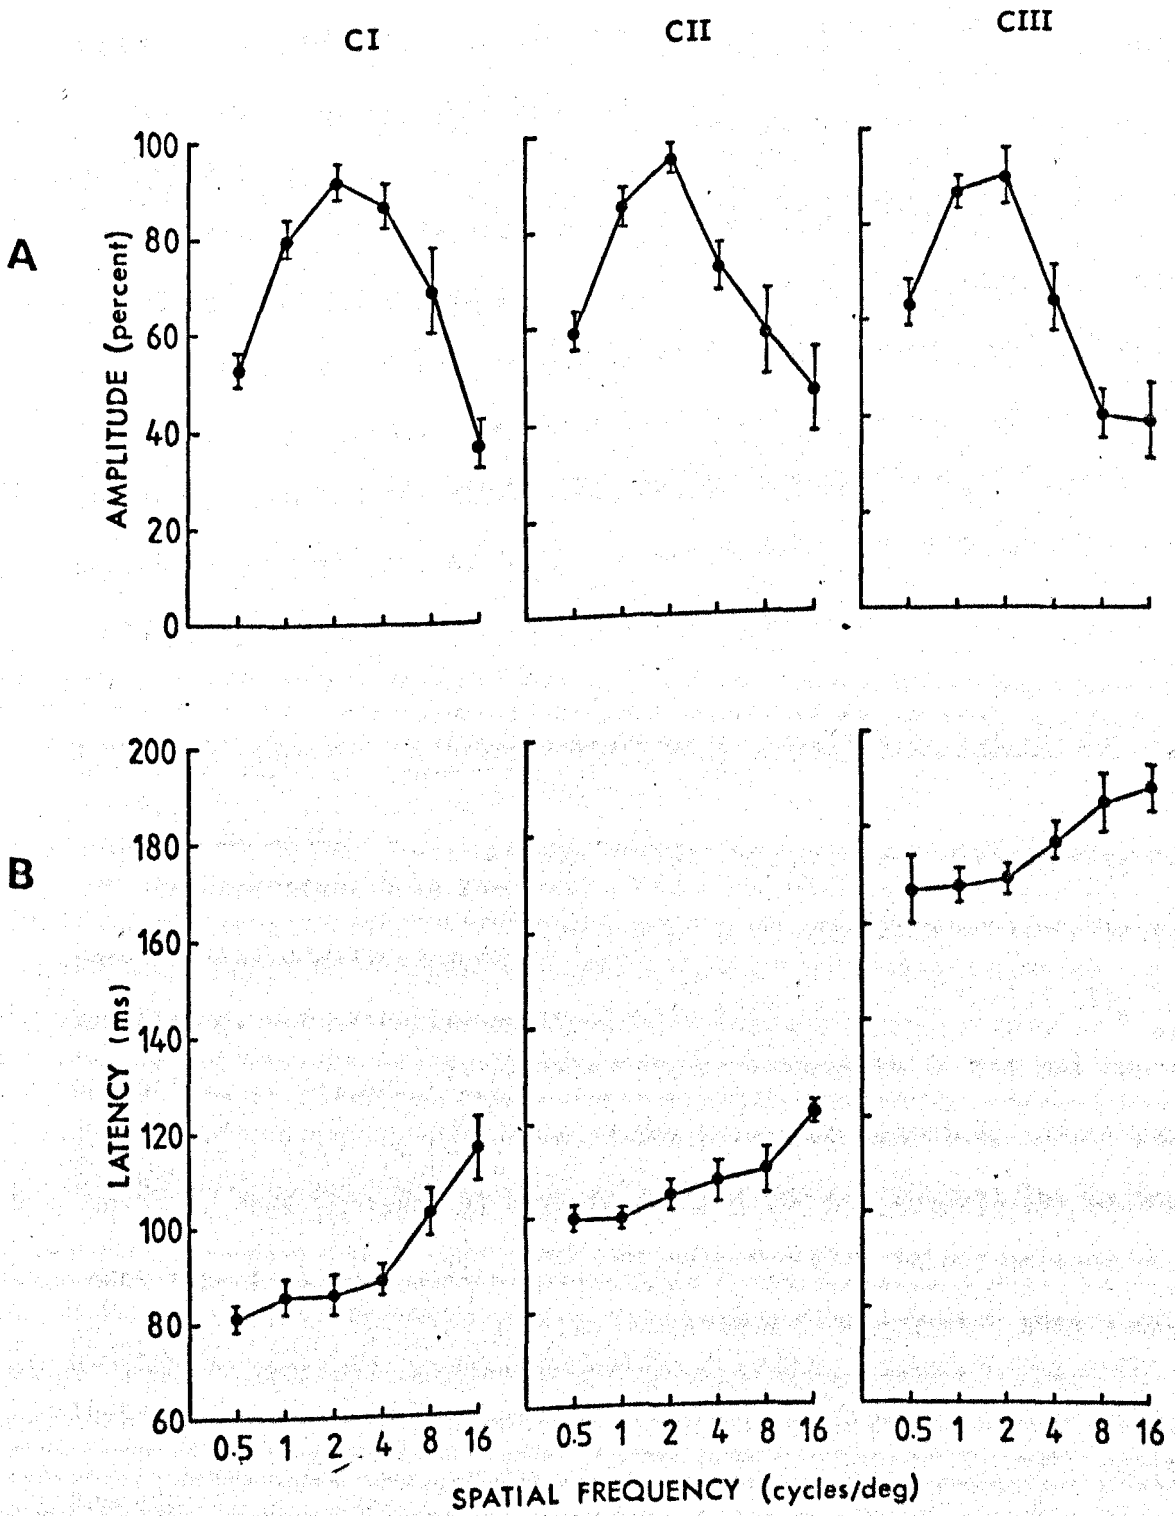 CI CII CIII
A
AMPLITUDE (percent)
100
80
60
40
20
0
B
LATENCY (ms)
200
180
160
140
120
100
80
60
0.5 1 2 4 8 16 0.5 1 2 4 8 16 0.5 1 2 4 8 16
SPATIAL FREQUENCY (cycles/deg)